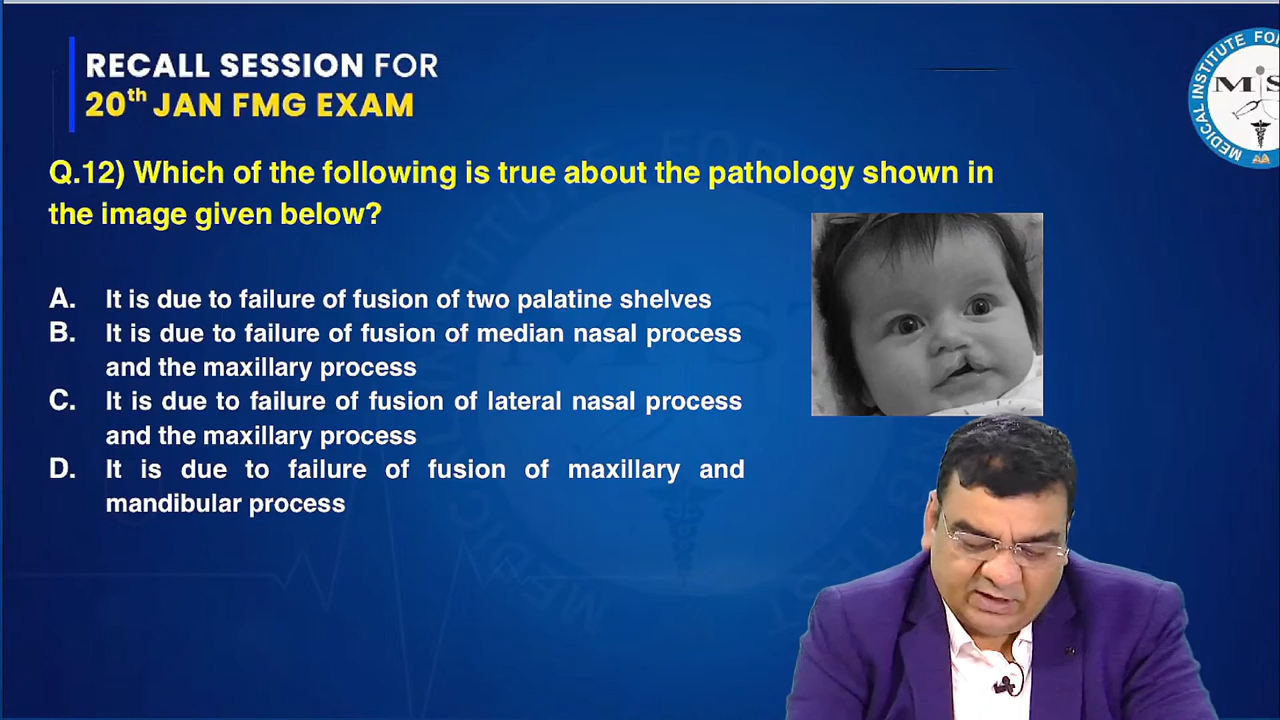 RECALL SESSION FOR
20th JAN FMG EXAM
Q.12) Which of the following is true about the pathology shown in
the image given below?
A. It is due to failure of fusion of two palatine shelves
B. It is due to failure of fusion of median nasal process
and the maxillary process
C. It is due to failure of fusion of lateral nasal process
and the maxillary process
D. It is due to failure of fusion of maxillary and
mandibular process
MEDICAL INSTITUTE FOR